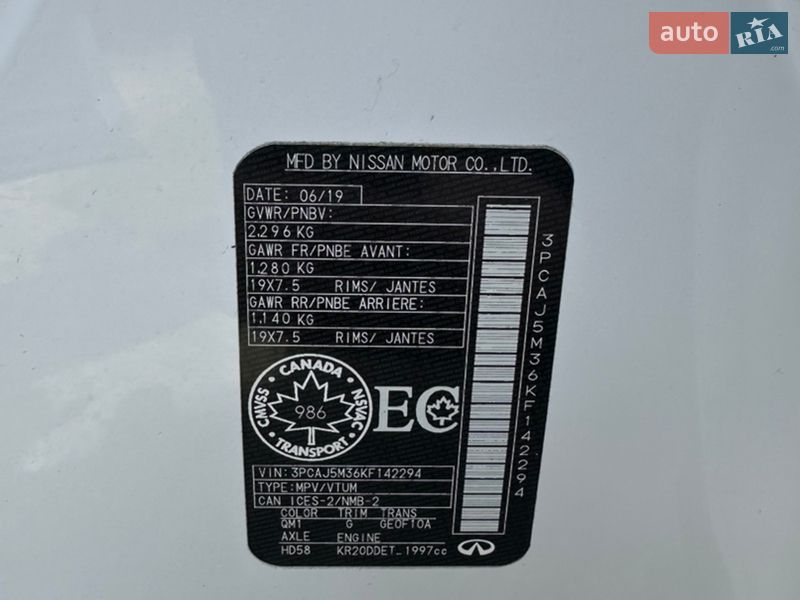 auto RIA.com
MFD BY NISSAN MOTOR CO.,LTD.
DATE: 06/19
GVWR/PNBV:
2,296 KG
GAWR FR/PNBE AVANT:
1,280 KG
19X7.5 RIMS/ JANTES
GAWR RR/PNBE ARRIERE:
1,140 KG
19X7.5 RIMS/ JANTES
3PCAJ5M36KF142294
CANADA
CMVSS 986 NSVAC
TRANSPORT
EC
VIN:3PCAJ5M36KF142294
TYPE:MPV/VTUM
CAN ICES-2/NMB-2
COLOR TRIM TRANS
QM1 G GE0F10A
AXLE ENGINE
HD58 KR20DDET_1997cc